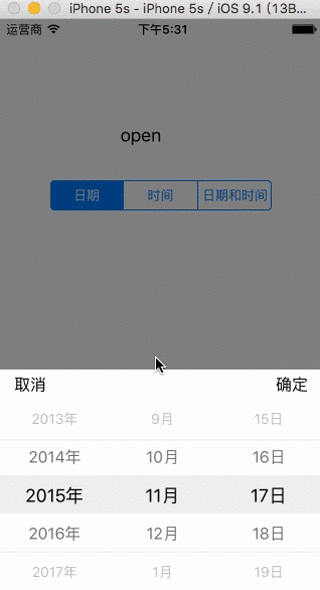 iPhone 5s - iPhone 5s / iOS 9.1 (13B...
运营商 下午5:31
open
日期 时间 日期和时间
取消 确定
2013年 9月 15日
2014年 10月 16日
2015年 11月 17日
2016年 12月 18日
2017年 1月 19日